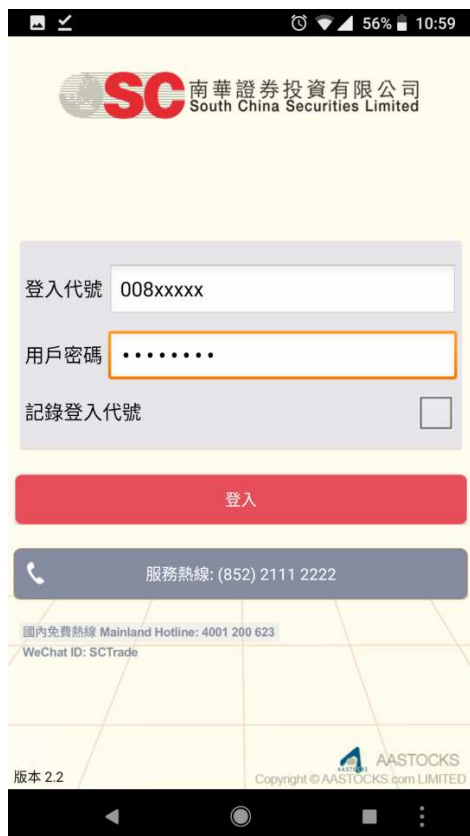 56% 10:59
SC 南華證券投資有限公司
South China Securities Limited
登入代號 008xxxxx
用戶密碼 ••••••••
記錄登入代號
登入
服務熱線: (852) 2111 2222
國內免費熱線 Mainland Hotline: 4001 200 623
WeChat ID: SCTrade
AASTOCKS AASTOCKS
版本 2.2 Copyright © AASTOCKS.com LIMITED